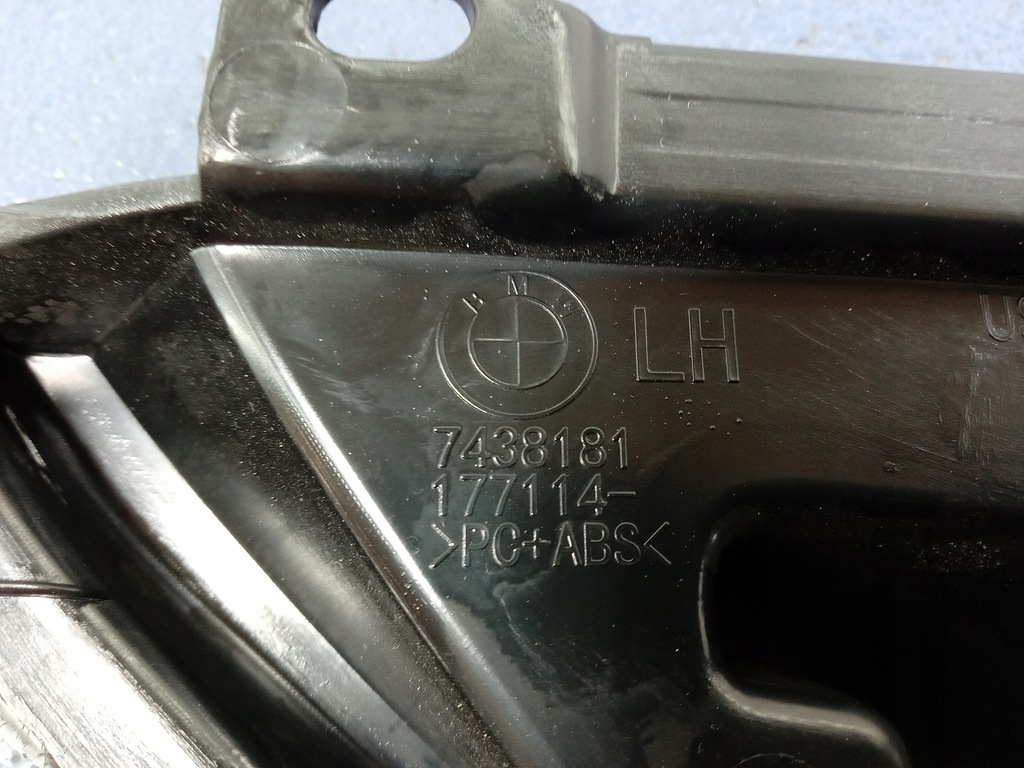 BMW
LH
7438181
177114-
>PC+ABS<